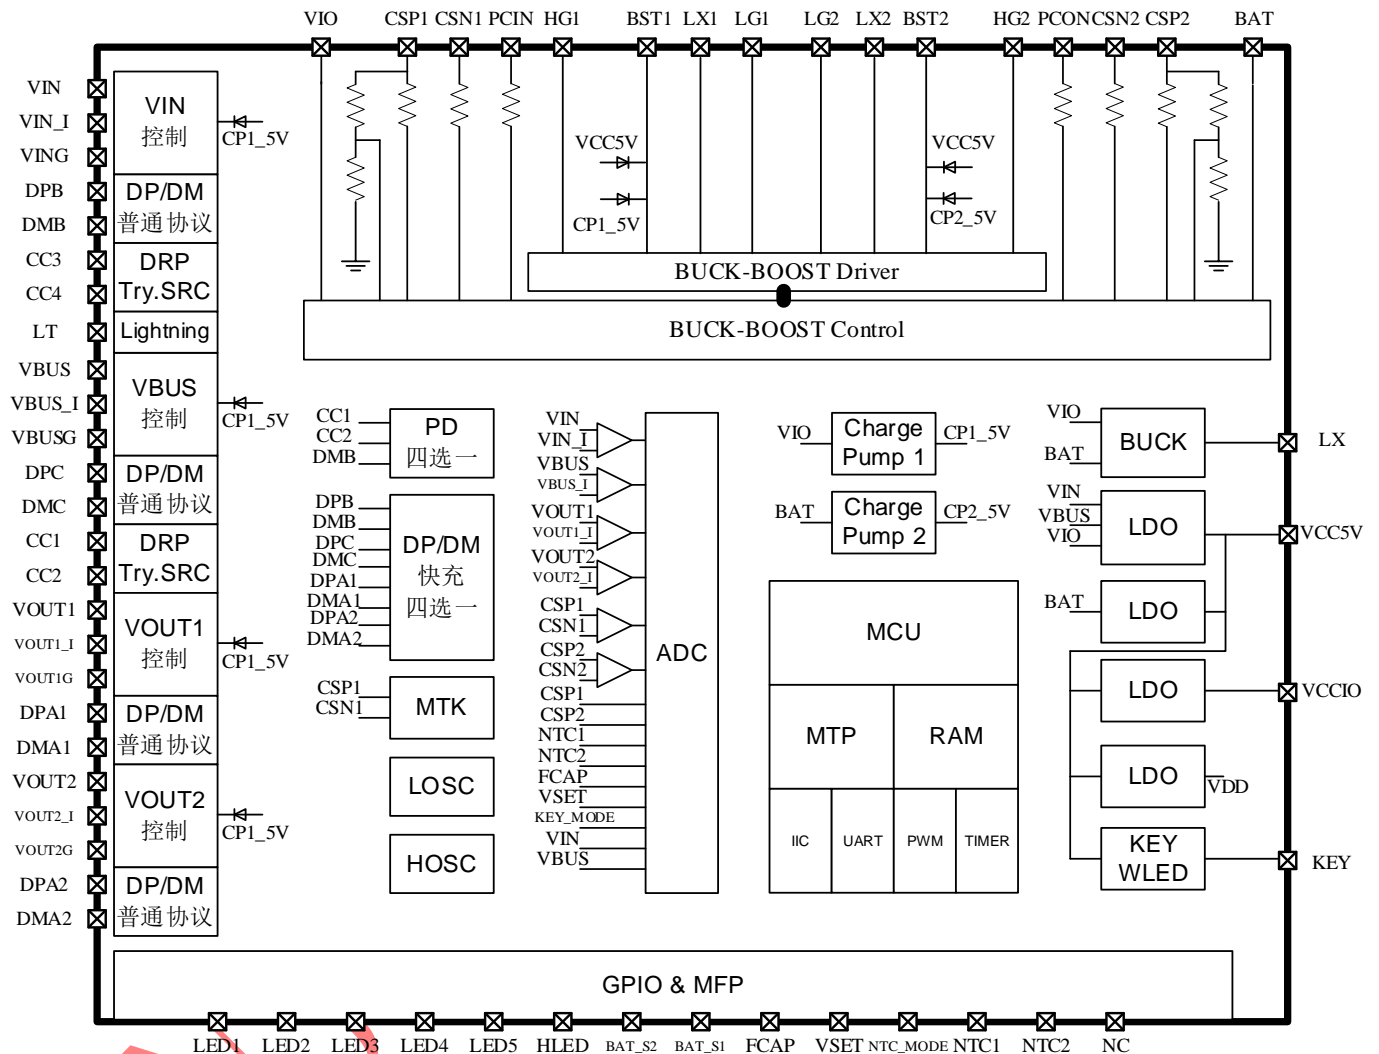 VIO CSP1 CSN1 PCIN HG1 BST1 LX1 LG1 LG2 LX2 BST2 HG2 PCON CSN2 CSP2 BAT
VIN
VIN_I
VING
DPB
DMB
CC3
CC4
LT
VBUS
VBUS_I
VBUSG
DPC
DMC
CC1
CC2
VOUT1
VOUT1_I
VOUT1G
DPA1
DMA1
VOUT2
VOUT2_I
VOUT2G
DPA2
DMA2
VIN
控制
CP1_5V
DP/DM
普通协议
DRP
Try.SRC
Lightning
VBUS
控制
CP1_5V
DP/DM
普通协议
DRP
Try.SRC
VOUT1
控制
CP1_5V
DP/DM
普通协议
VOUT2
控制
CP1_5V
DP/DM
普通协议
VCC5V
CP1_5V
VCC5V
CP2_5V
BUCK-BOOST Driver
BUCK-BOOST Control
CC1
CC2
DMB
PD
四选一
DPB
DMB
DPC
DMC
DPA1
DMA1
DPA2
DMA2
DP/DM
快充
四选一
CSP1
CSN1
MTK
LOSC
HOSC
VIN
VIN_I
VBUS
VBUS_I
VOUT1
VOUT1_I
VOUT2
VOUT2_I
CSP1
CSN1
CSP2
CSN2
CSP1
CSP2
NTC1
NTC2
FCAP
VSET
KEY_MODE
VIN
VBUS
ADC
VIO
Charge
Pump 1
CP1_5V
BAT
Charge
Pump 2
CP2_5V
MCU
MTP
RAM
IIC
UART
PWM
TIMER
VIO
BAT
BUCK
LX
VIN
VBUS
VIO
LDO
VCC5V
BAT
LDO
LDO
VCCIO
LDO
VDD
KEY
WLED
KEY
GPIO & MFP
LED1 LED2 LED3 LED4 LED5 HLED BAT_S2 BAT_S1 FCAP VSET NTC_MODE NTC1 NTC2 NC